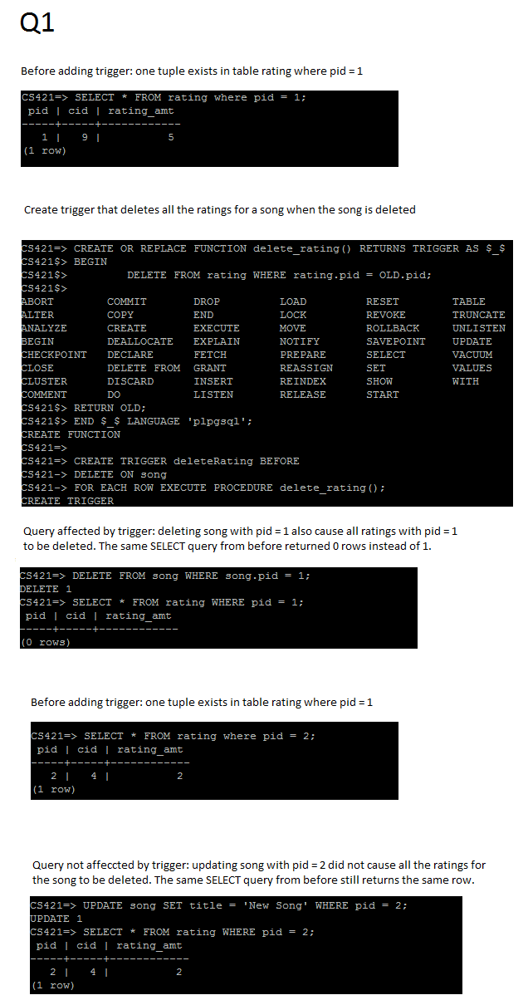 Q1
Before adding trigger: one tuple exists in table rating where pid = 1
CS421=> SELECT * FROM rating where pid = 1;
pid | cid | rating_amt
-----+-----+------------
1 | 9 | 5
(1 row)
Create trigger that deletes all the ratings for a song when the song is deleted
CS421=> CREATE OR REPLACE FUNCTION delete_rating() RETURNS TRIGGER AS $_$
CS421$> BEGIN
CS421$> DELETE FROM rating WHERE rating.pid = OLD.pid;
CS421$>
ABORT COMMIT DROP LOAD RESET TABLE
ALTER COPY END LOCK REVOKE TRUNCATE
ANALYZE CREATE EXECUTE MOVE ROLLBACK UNLISTEN
BEGIN DEALLOCATE EXPLAIN NOTIFY SAVEPOINT UPDATE
CHECKPOINT DECLARE FETCH PREPARE SELECT VACUUM
CLOSE DELETE FROM GRANT REASSIGN SET VALUES
CLUSTER DISCARD INSERT REINDEX SHOW WITH
COMMENT DO LISTEN RELEASE START
CS421$> RETURN OLD;
CS421$> END $_$ LANGUAGE 'plpgsql';
CREATE FUNCTION
CS421=>
CS421=> CREATE TRIGGER deleteRating BEFORE
CS421-> DELETE ON song
CS421-> FOR EACH ROW EXECUTE PROCEDURE delete_rating();
CREATE TRIGGER
Query affected by trigger: deleting song with pid = 1 also cause all ratings with pid = 1
to be deleted. The same SELECT query from before returned 0 rows instead of 1.
CS421=> DELETE FROM song WHERE song.pid = 1;
DELETE 1
CS421=> SELECT * FROM rating WHERE pid = 1;
pid | cid | rating_amt
-----+-----+------------
(0 rows)
Before adding trigger: one tuple exists in table rating where pid = 1
CS421=> SELECT * FROM rating where pid = 2;
pid | cid | rating_amt
-----+-----+------------
2 | 4 | 2
(1 row)
Query not affeccted by trigger: updating song with pid = 2 did not cause all the ratings for
the song to be deleted. The same SELECT query from before still returns the same row.
CS421=> UPDATE song SET title = 'New Song' WHERE pid = 2;
UPDATE 1
CS421=> SELECT * FROM rating WHERE pid = 2;
pid | cid | rating_amt
-----+-----+------------
2 | 4 | 2
(1 row)